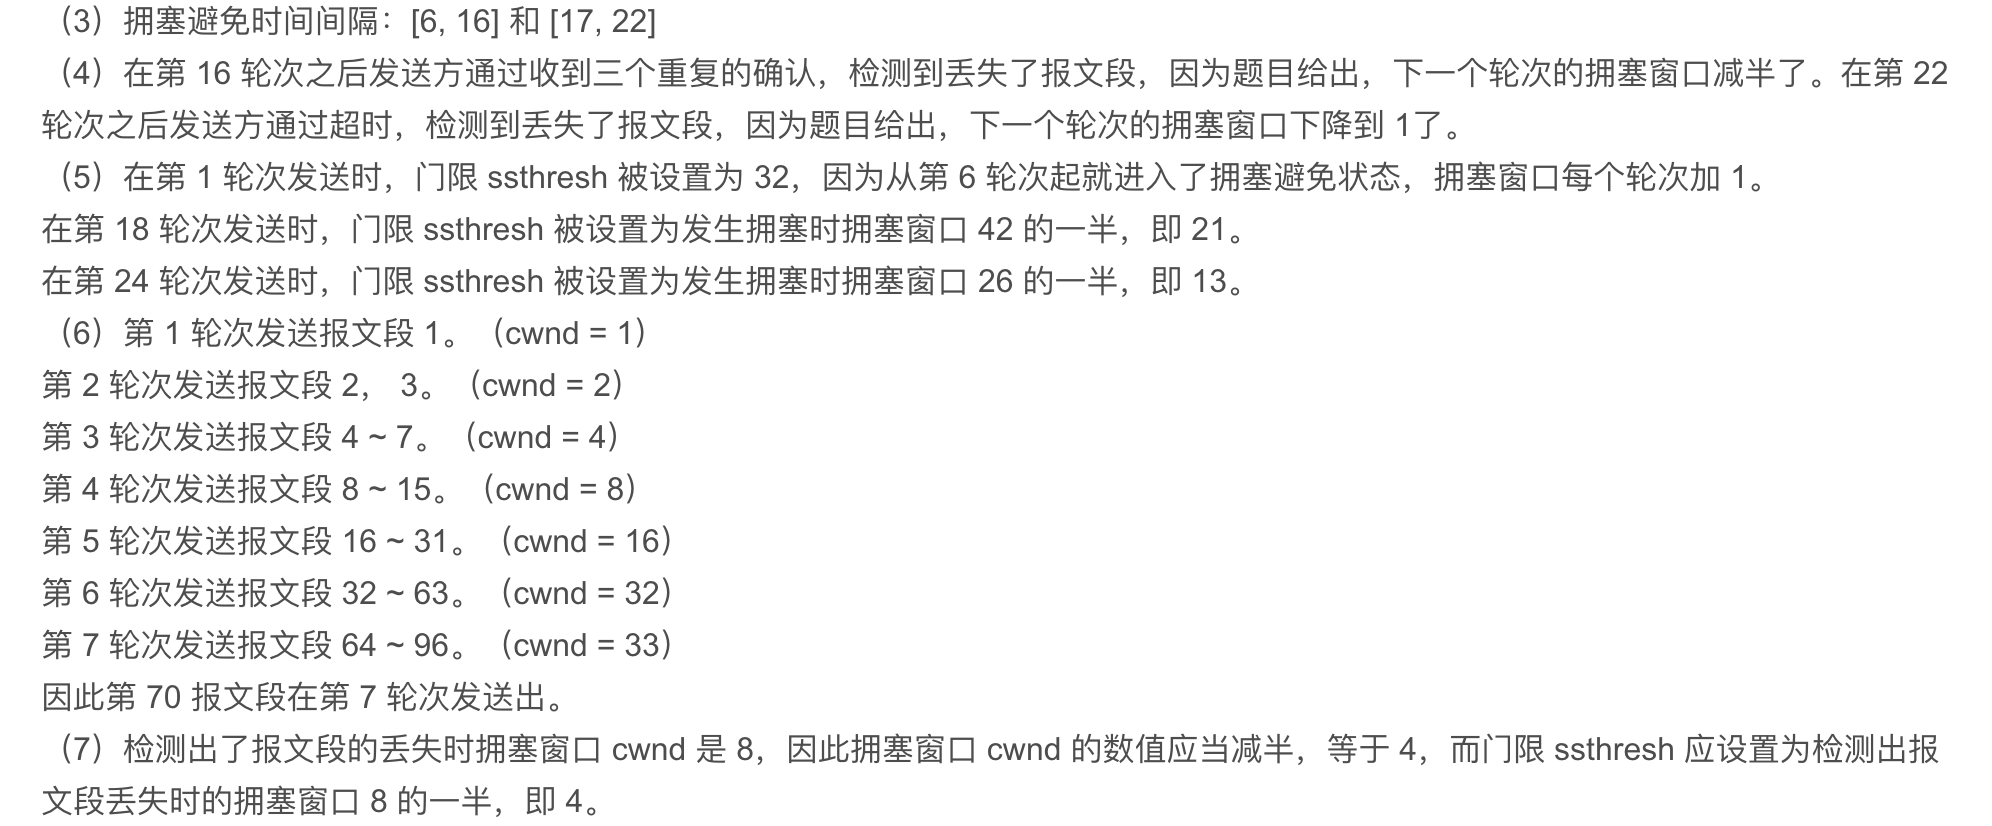 （3）拥塞避免时间间隔：[6, 16] 和 [17, 22]
（4）在第 16 轮次之后发送方通过收到三个重复的确认，检测到丢失了报文段，因为题目给出，下一个轮次的拥塞窗口减半了。在第 22
轮次之后发送方通过超时，检测到丢失了报文段，因为题目给出，下一个轮次的拥塞窗口下降到 1了。
（5）在第 1 轮次发送时，门限 ssthresh 被设置为 32，因为从第 6 轮次起就进入了拥塞避免状态，拥塞窗口每个轮次加 1。
在第 18 轮次发送时，门限 ssthresh 被设置为发生拥塞时拥塞窗口 42 的一半，即 21。
在第 24 轮次发送时，门限 ssthresh 被设置为发生拥塞时拥塞窗口 26 的一半，即 13。
（6）第 1 轮次发送报文段 1。（cwnd = 1）
第 2 轮次发送报文段 2， 3。（cwnd = 2）
第 3 轮次发送报文段 4 ~ 7。（cwnd = 4）
第 4 轮次发送报文段 8 ~ 15。（cwnd = 8）
第 5 轮次发送报文段 16 ~ 31。（cwnd = 16）
第 6 轮次发送报文段 32 ~ 63。（cwnd = 32）
第 7 轮次发送报文段 64 ~ 96。（cwnd = 33）
因此第 70 报文段在第 7 轮次发送出。
（7）检测出了报文段的丢失时拥塞窗口 cwnd 是 8，因此拥塞窗口 cwnd 的数值应当减半，等于 4，而门限 ssthresh 应设置为检测出报
文段丢失时的拥塞窗口 8 的一半，即 4。